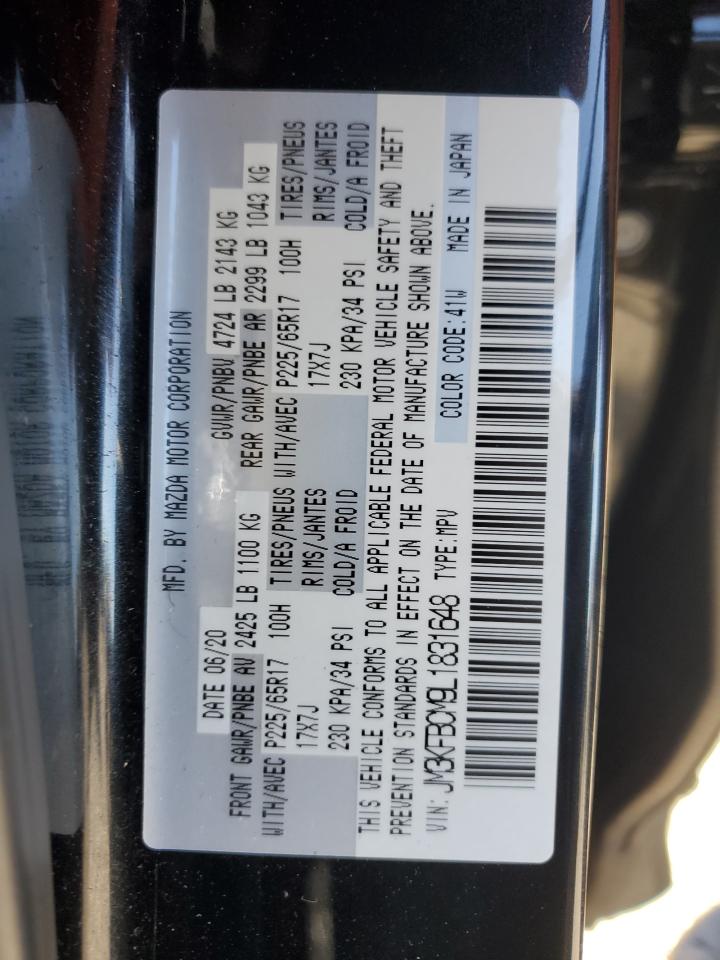 MFD. BY MAZDA MOTOR CORPORATION
DATE 06/20 GVWR/PNBV 4724 LB 2143 KG
FRONT GAWR/PNBE AV 2425 LB 1100 KG REAR GAWR/PNBE AR 2299 LB 1043 KG
WITH/AVEC P225/65R17 100H TIRES/PNEUS WITH/AVEC P225/65R17 100H TIRES/PNEUS
17X7J RIMS/JANTES 17X7J RIMS/JANTES
230 KPA/34 PSI COLD/A FROID 230 KPA/34 PSI COLD/A FROID
THIS VEHICLE CONFORMS TO ALL APPLICABLE FEDERAL MOTOR VEHICLE SAFETY AND THEFT
PREVENTION STANDARDS IN EFFECT ON THE DATE OF MANUFACTURE SHOWN ABOVE.
VIN: JM3KFBCM9L1831648 TYPE:MPV COLOR CODE:41W MADE IN JAPAN